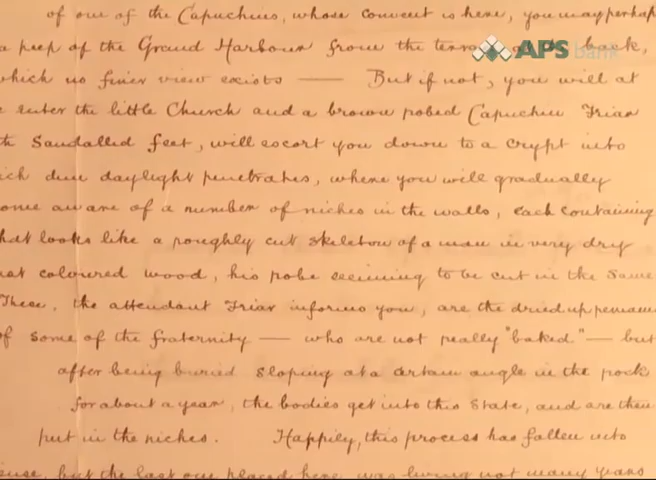 of one of the Capuchins, whose convent is here, you may perhap
a peep of the Grand Harbour from the back,
APS bank
which no finer view exists — But if not, you will at
enter the little Church and a brown robed Capuchin Friar
Sandalled feet, will escort you down to a crypt into
ich dim daylight penetrates, where you will gradually
ome aware of a number of niches in the walls, each containing
hat looks like a roughly cut skeleton of a man in very dry
at coloured wood, his robe seeming to be cut in the same
These, the attendant Friar informs you, are the dried up remains
of some of the fraternity — who are not really "baked" — but
after being buried sloping at a certain angle in the rock
for about a year, the bodies get into this state, and are then
put in the niches. Happily, this process has fallen into
suse, but the last one placed here was living not many years